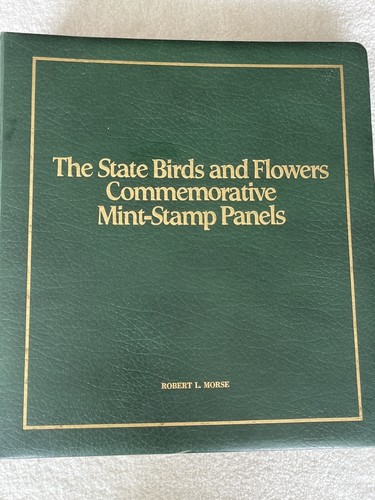 The State Birds and Flowers
Commemorative
Mint-Stamp Panels
ROBERT L. MORSE